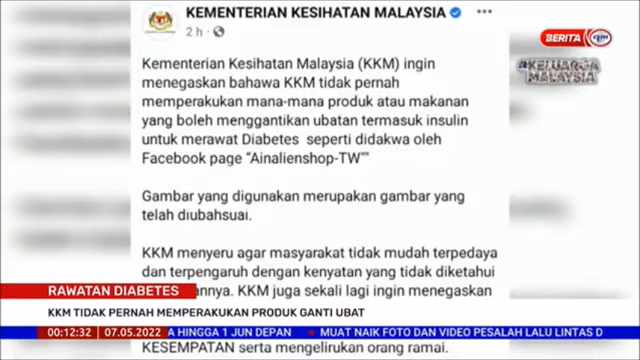 KEMENTERIAN KESIHATAN MALAYSIA
2 h
BERITA rtm
#KELUARGA
MALAYSIA
Kementerian Kesihatan Malaysia (KKM) ingin
menegaskan bahawa KKM tidak pernah
memperakukan mana-mana produk atau makanan
yang boleh menggantikan ubatan termasuk insulin
untuk merawat Diabetes seperti didakwa oleh
Facebook page "Ainalienshop-TW""
Gambar yang digunakan merupakan gambar yang
telah diubahsuai.
KKM menyeru agar masyarakat tidak mudah terpedaya
dan terpengaruh dengan kenyatan yang tidak diketahui
annya. KKM juga sekali lagi ingin menegaskan
RAWATAN DIABETES
KKM TIDAK PERNAH MEMPERAKUKAN PRODUK GANTI UBAT
00:12:32 07.05.2022 A HINGGA 1 JUN DEPAN • MUAT NAIK FOTO DAN VIDEO PESALAH LALU LINTAS D
KESEMPATAN serta mengelirukan orang ramai.